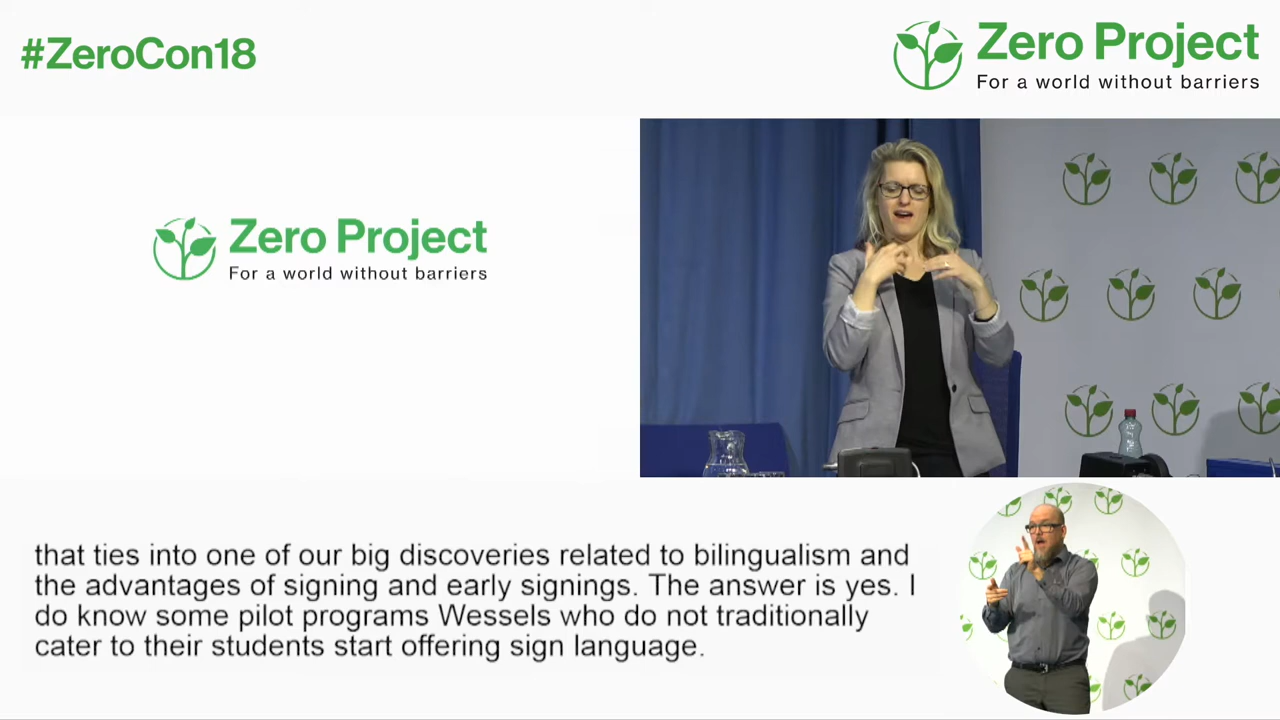 #ZeroCon18
Zero Project
For a world without barriers
Zero Project
For a world without barriers
that ties into one of our big discoveries related to bilingualism and
the advantages of signing and early signings. The answer is yes. I
do know some pilot programs Wessels who do not traditionally
cater to their students start offering sign language.